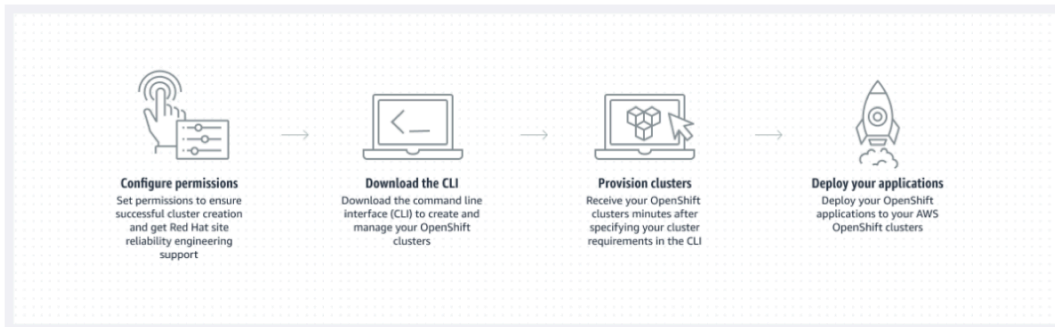 Configure permissions
Set permissions to ensure
successful cluster creation
and get Red Hat site
reliability engineering
support
Download the CLI
Download the command line
interface (CLI) to create and
manage your OpenShift
clusters
Provision clusters
Receive your OpenShift
clusters minutes after
specifying your cluster
requirements in the CLI
Deploy your applications
Deploy your OpenShift
applications to your AWS
OpenShift clusters